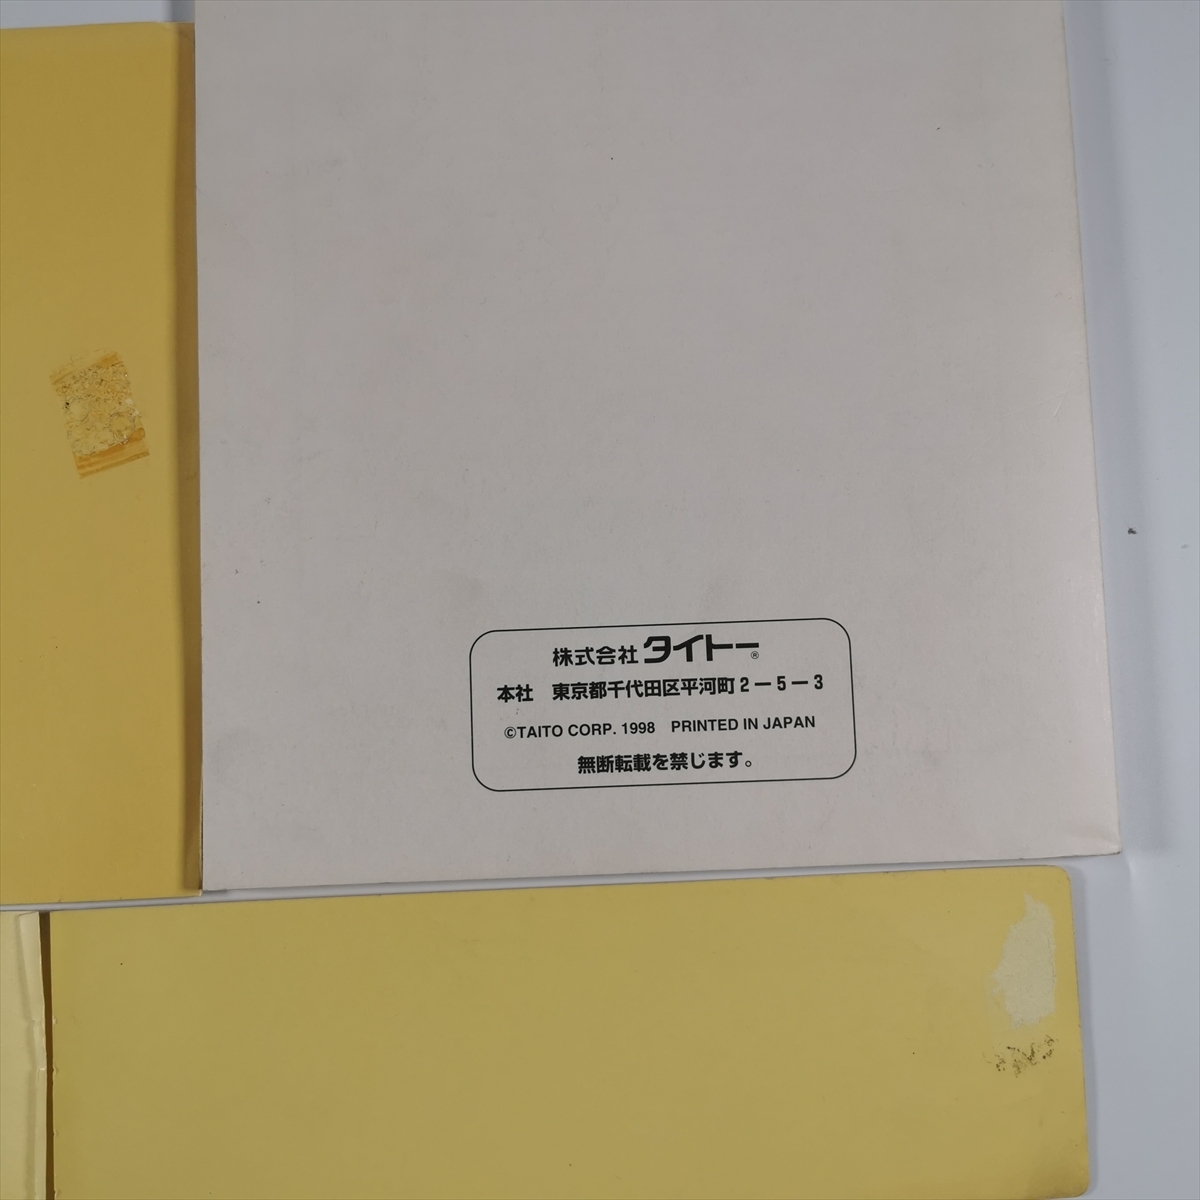 株式会社タイトー®
本社　東京都千代田区平河町2－5－3
©TAITO CORP. 1998　PRINTED IN JAPAN
無断転載を禁じます。